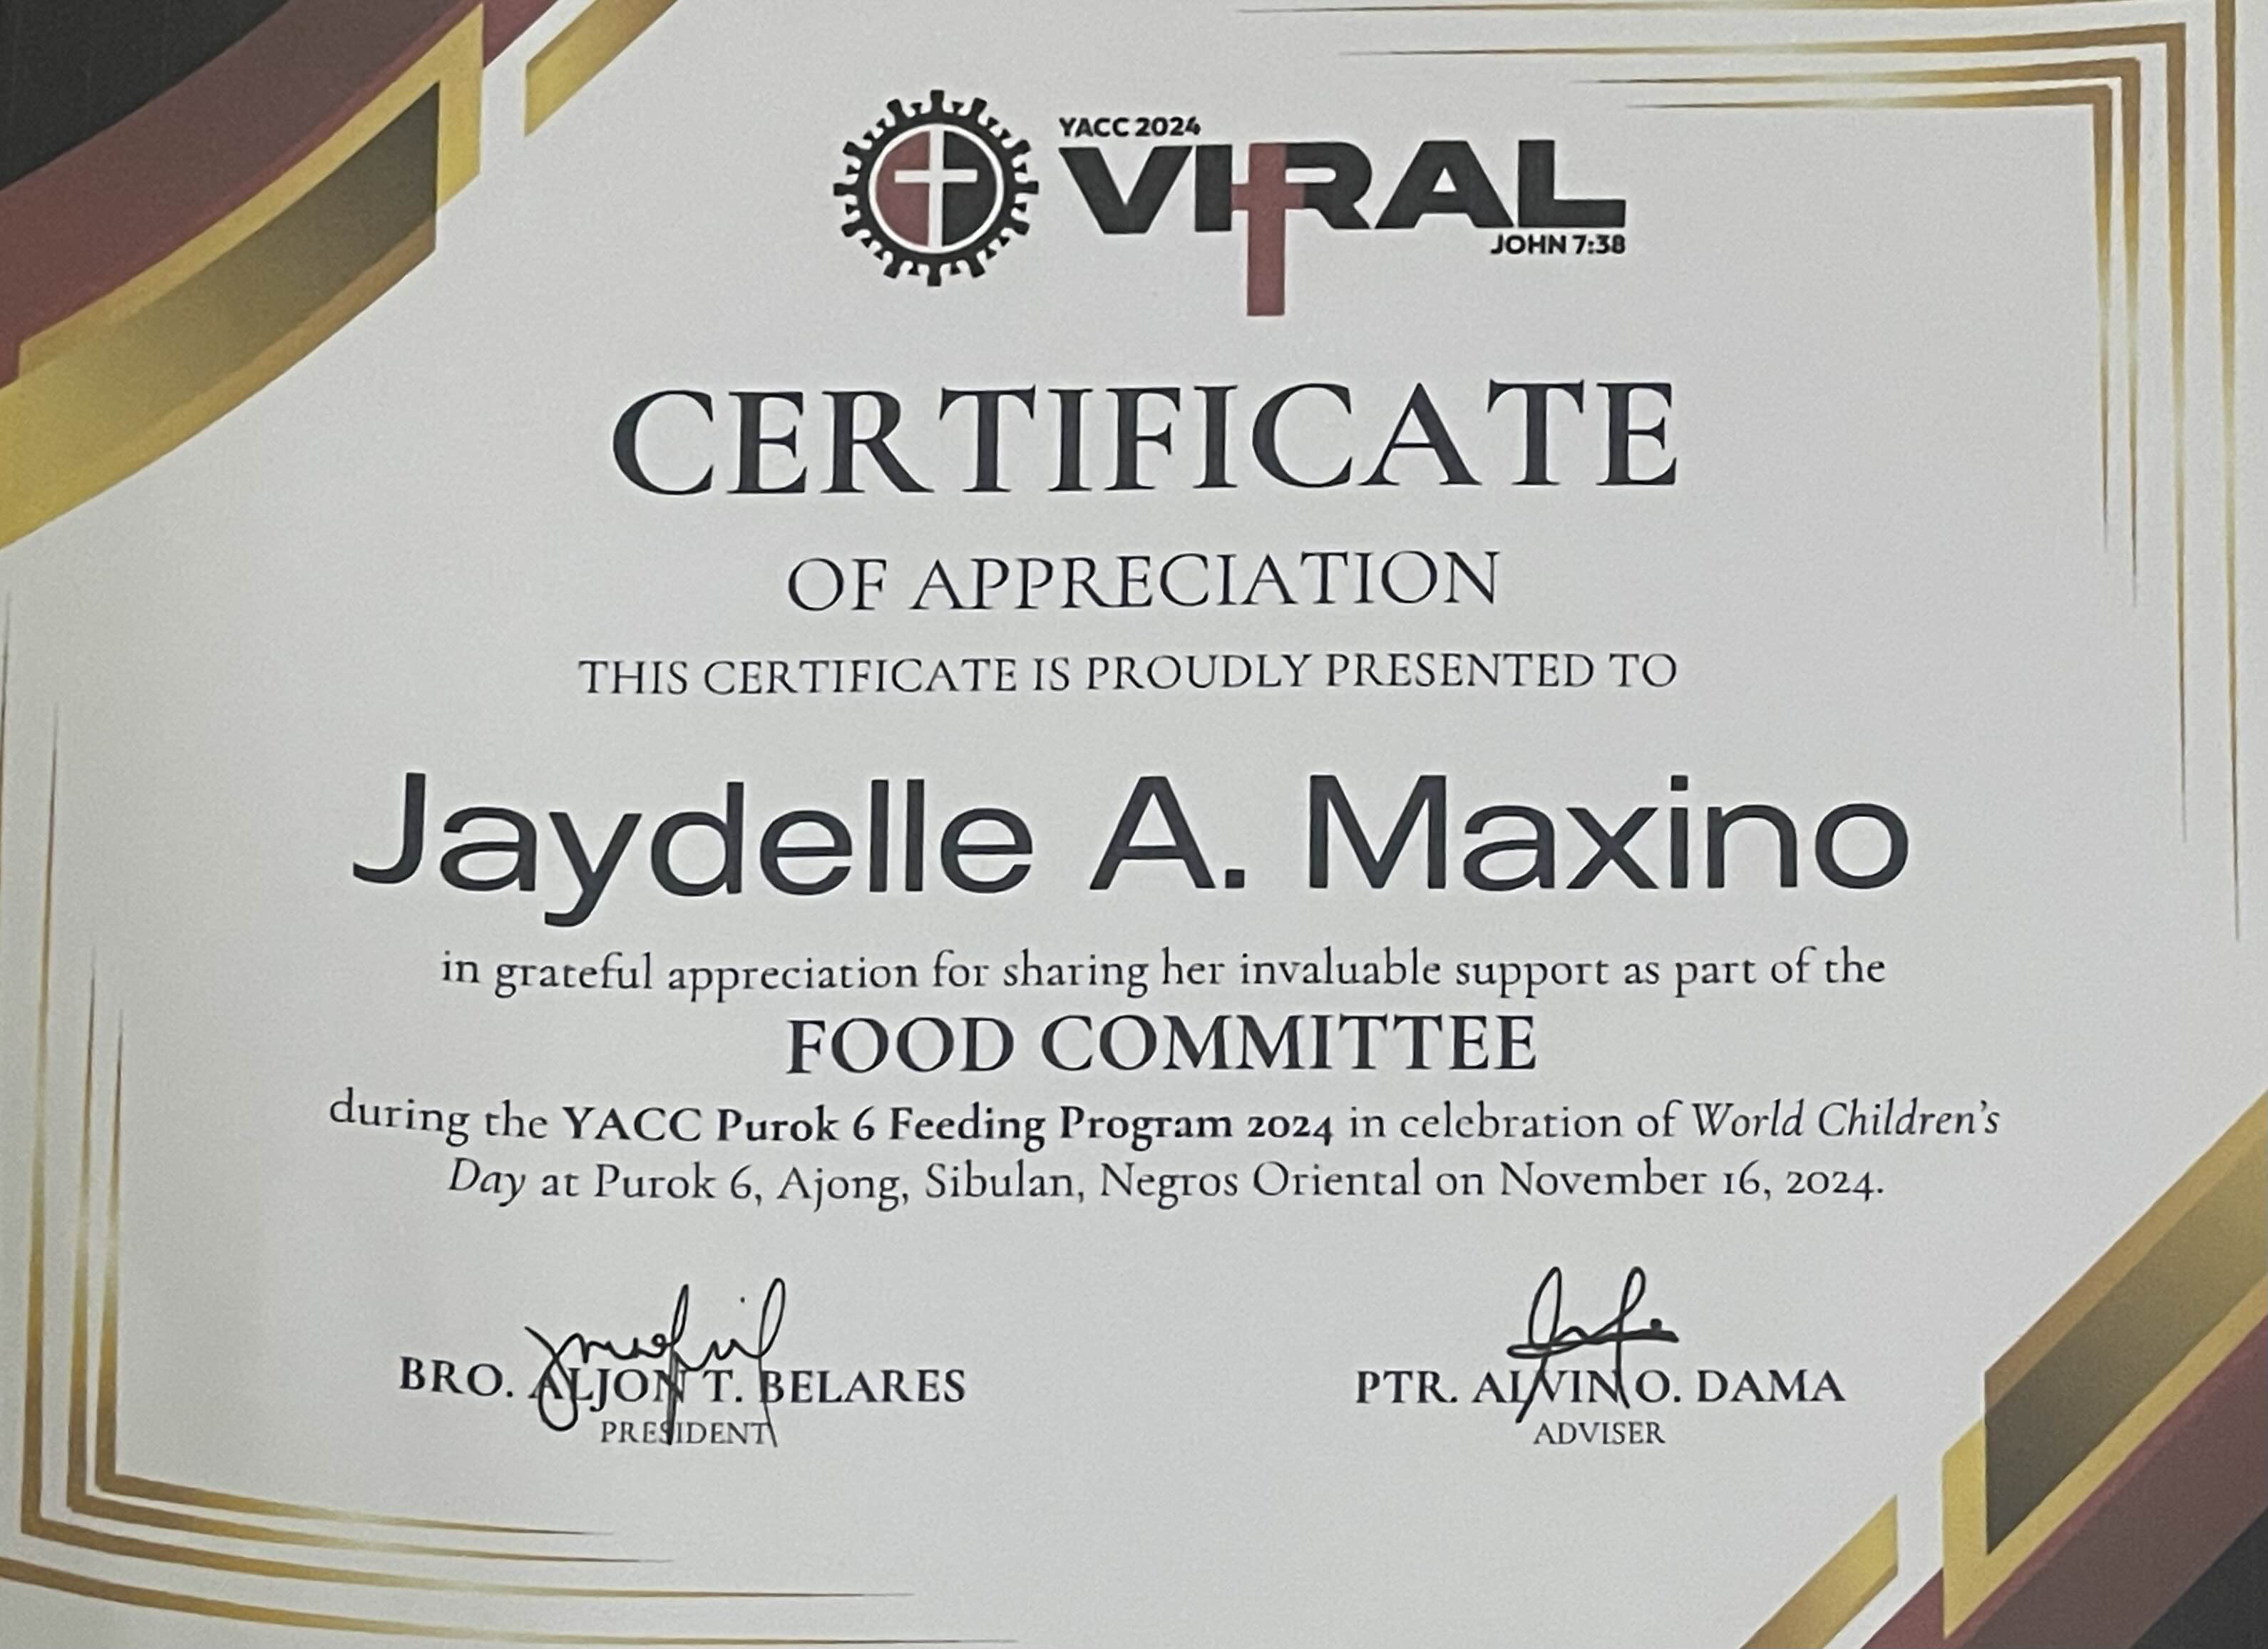 YACC 2024
VIRAL
JOHN 7:38
CERTIFICATE
OF APPRECIATION
THIS CERTIFICATE IS PROUDLY PRESENTED TO
Jaydelle A. Maxino
in grateful appreciation for sharing her invaluable support as part of the
FOOD COMMITTEE
during the YACC Purok 6 Feeding Program 2024 in celebration of World Children's
Day at Purok 6, Ajong, Sibulan, Negros Oriental on November 16, 2024.
BRO. ALJON T. BELARES
PRESIDENT
PTR. ALVIN O. DAMA
ADVISER